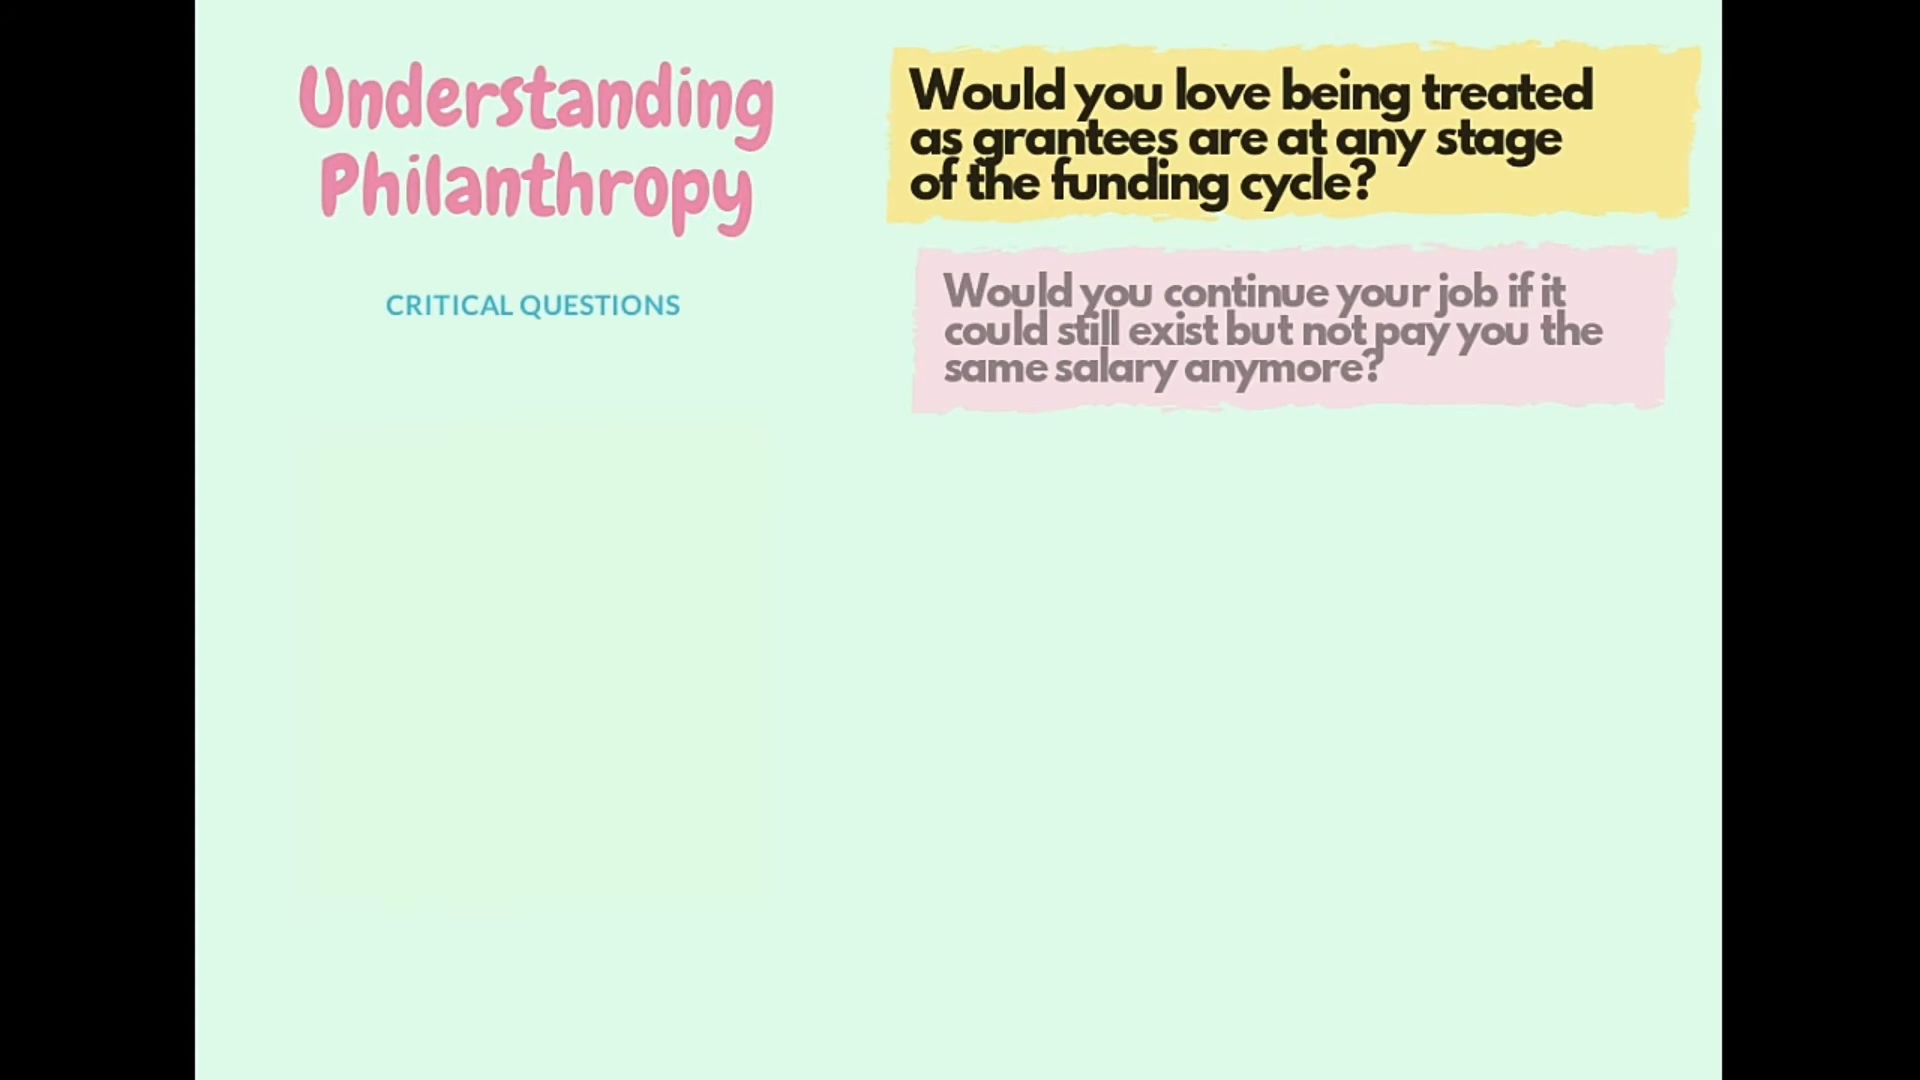 Understanding
Philanthropy
CRITICAL QUESTIONS
Would you love being treated
as grantees are at any stage
of the funding cycle?
Would you continue your job if it
could still exist but not pay you the
same salary anymore?